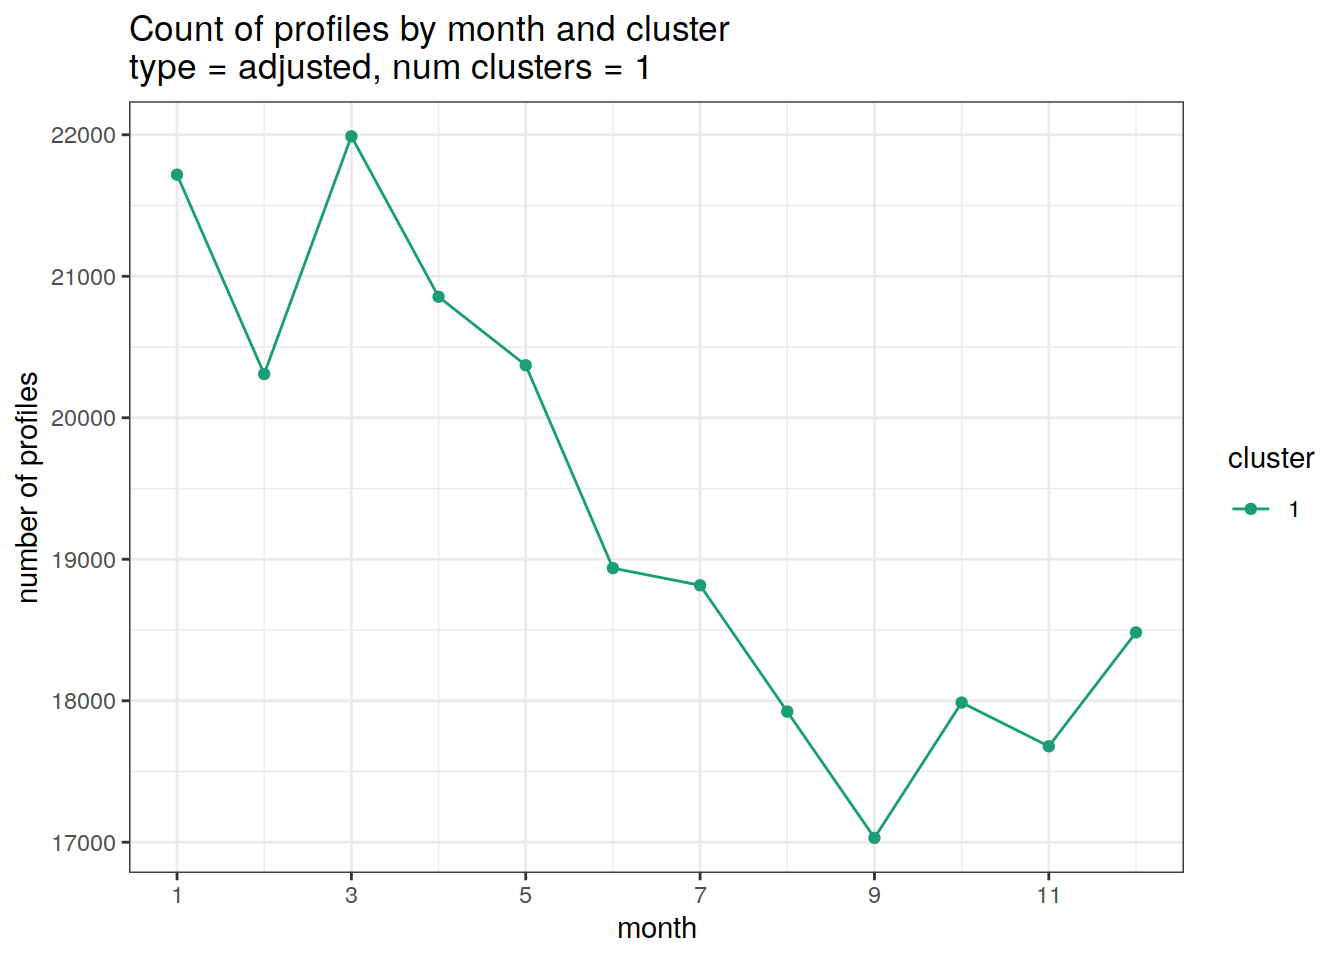 Count of profiles by month and cluster
type = adjusted, num clusters = 1
22000
21000
20000
19000
18000
17000
number of profiles
1 3 5 7 9 11
month
cluster
1